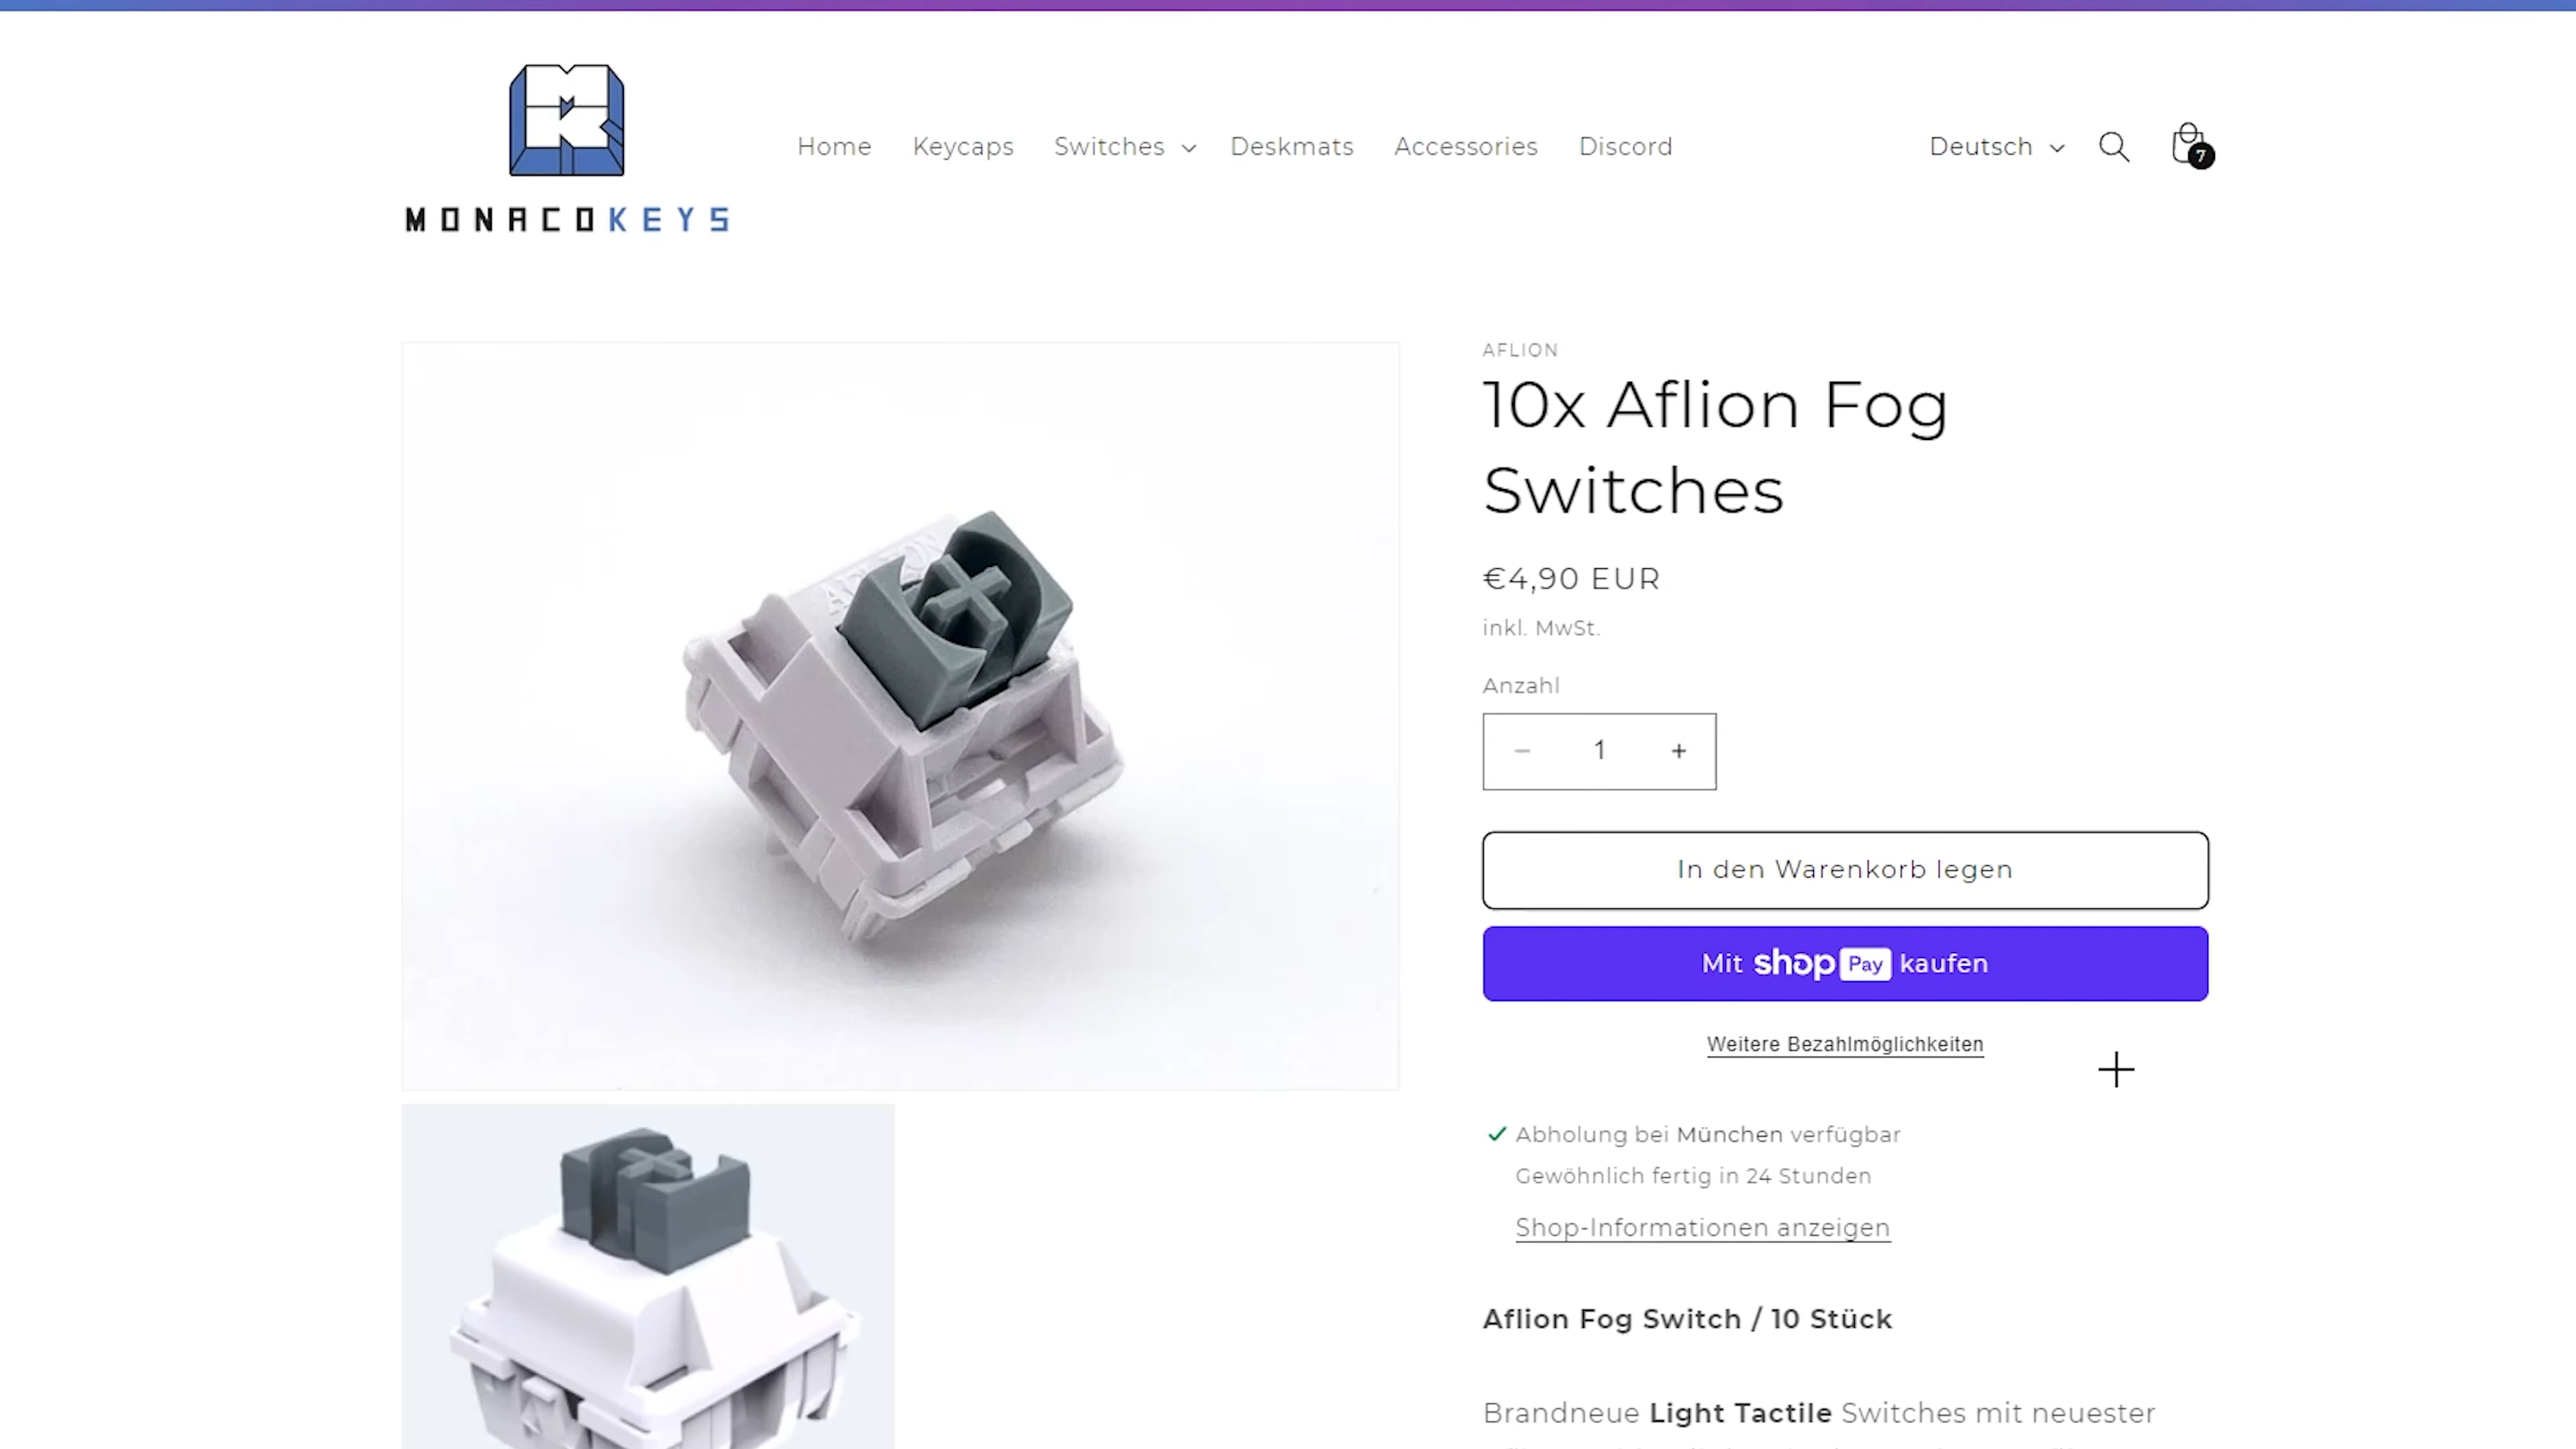 MONACOKEYS
Home Keycaps Switches Deskmats Accessories Discord
Deutsch
7
AFLION
10x Aflion Fog
Switches
€4,90 EUR
inkl. MwSt.
Anzahl
− 1 +
In den Warenkorb legen
Mit shop Pay kaufen
Weitere Bezahlmöglichkeiten
Abholung bei München verfügbar
Gewöhnlich fertig in 24 Stunden
Shop-Informationen anzeigen
Aflion Fog Switch / 10 Stück
Brandneue Light Tactile Switches mit neuester